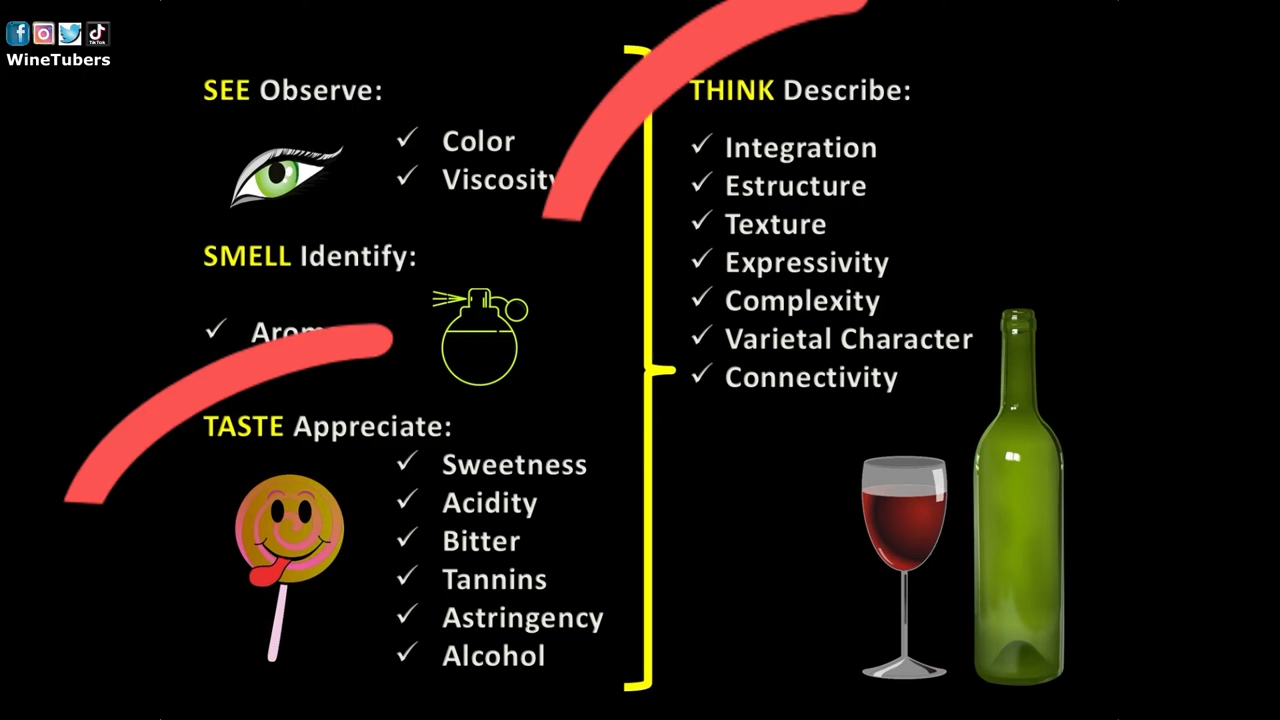 TikTok
WineTubers
SEE Observe:
Color
Viscosity
SMELL Identify:
TASTE Appreciate:
Sweetness
Acidity
Bitter
Tannins
Astringency
Alcohol
THINK Describe:
Integration
Estructure
Texture
Expressivity
Complexity
Varietal Character
Connectivity